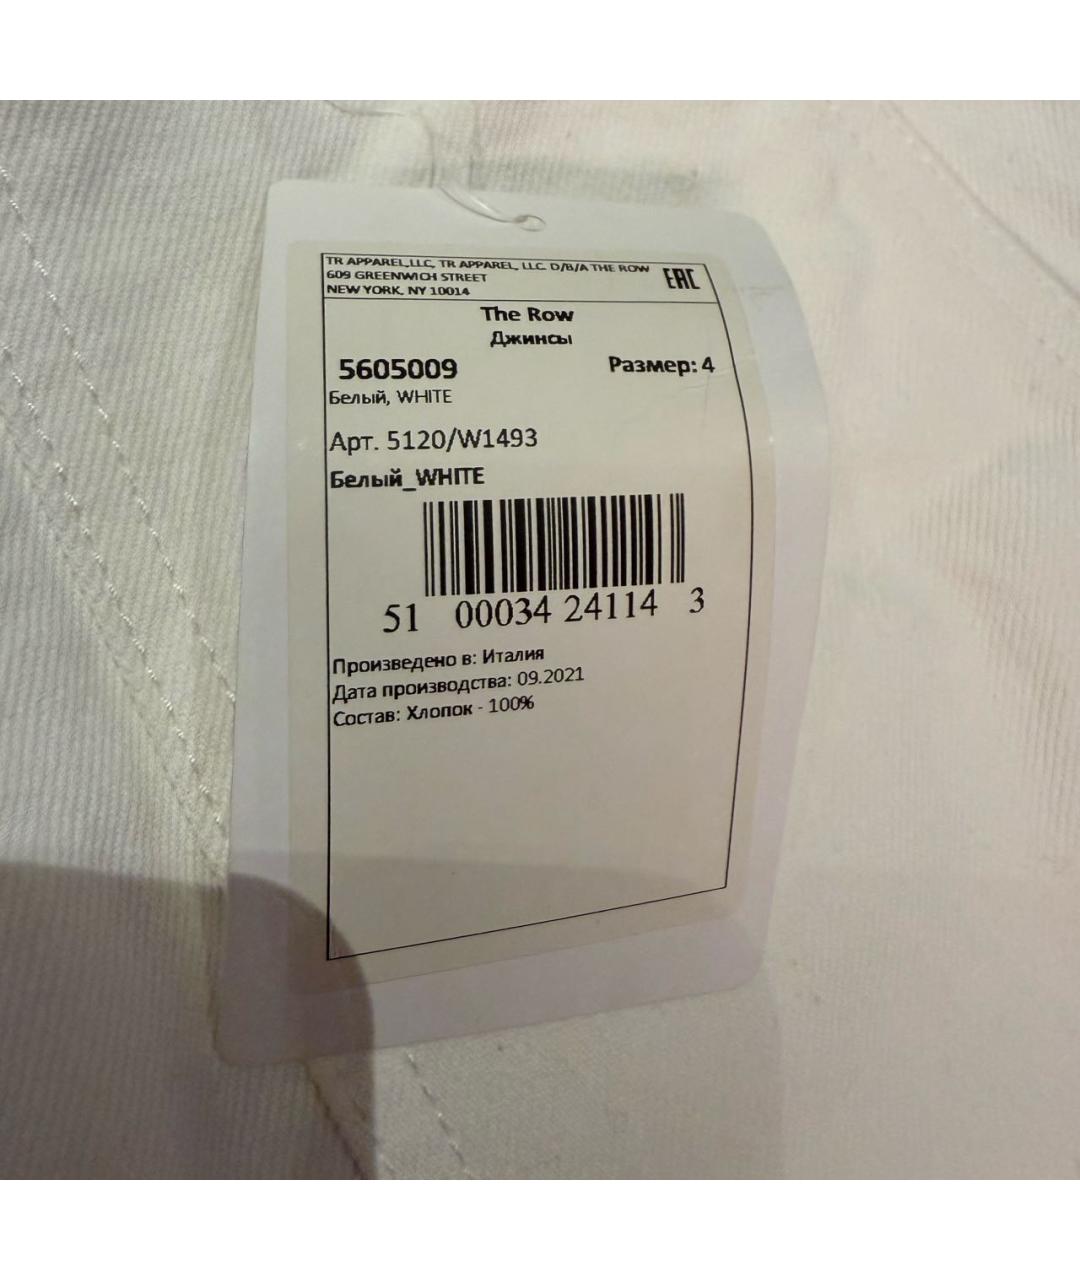 TR APPAREL,LLC, TR APPAREL, LLC. D/B/A THE ROW
609 GREENWICH STREET
NEW YORK, NY 10014
EAC
The Row
Джинсы
5605009 Размер: 4
Белый, WHITE
Арт. 5120/W1493
Белый_WHITE
51 00034 24114 3
Произведено в: Италия
Дата производства: 09.2021
Состав: Хлопок - 100%